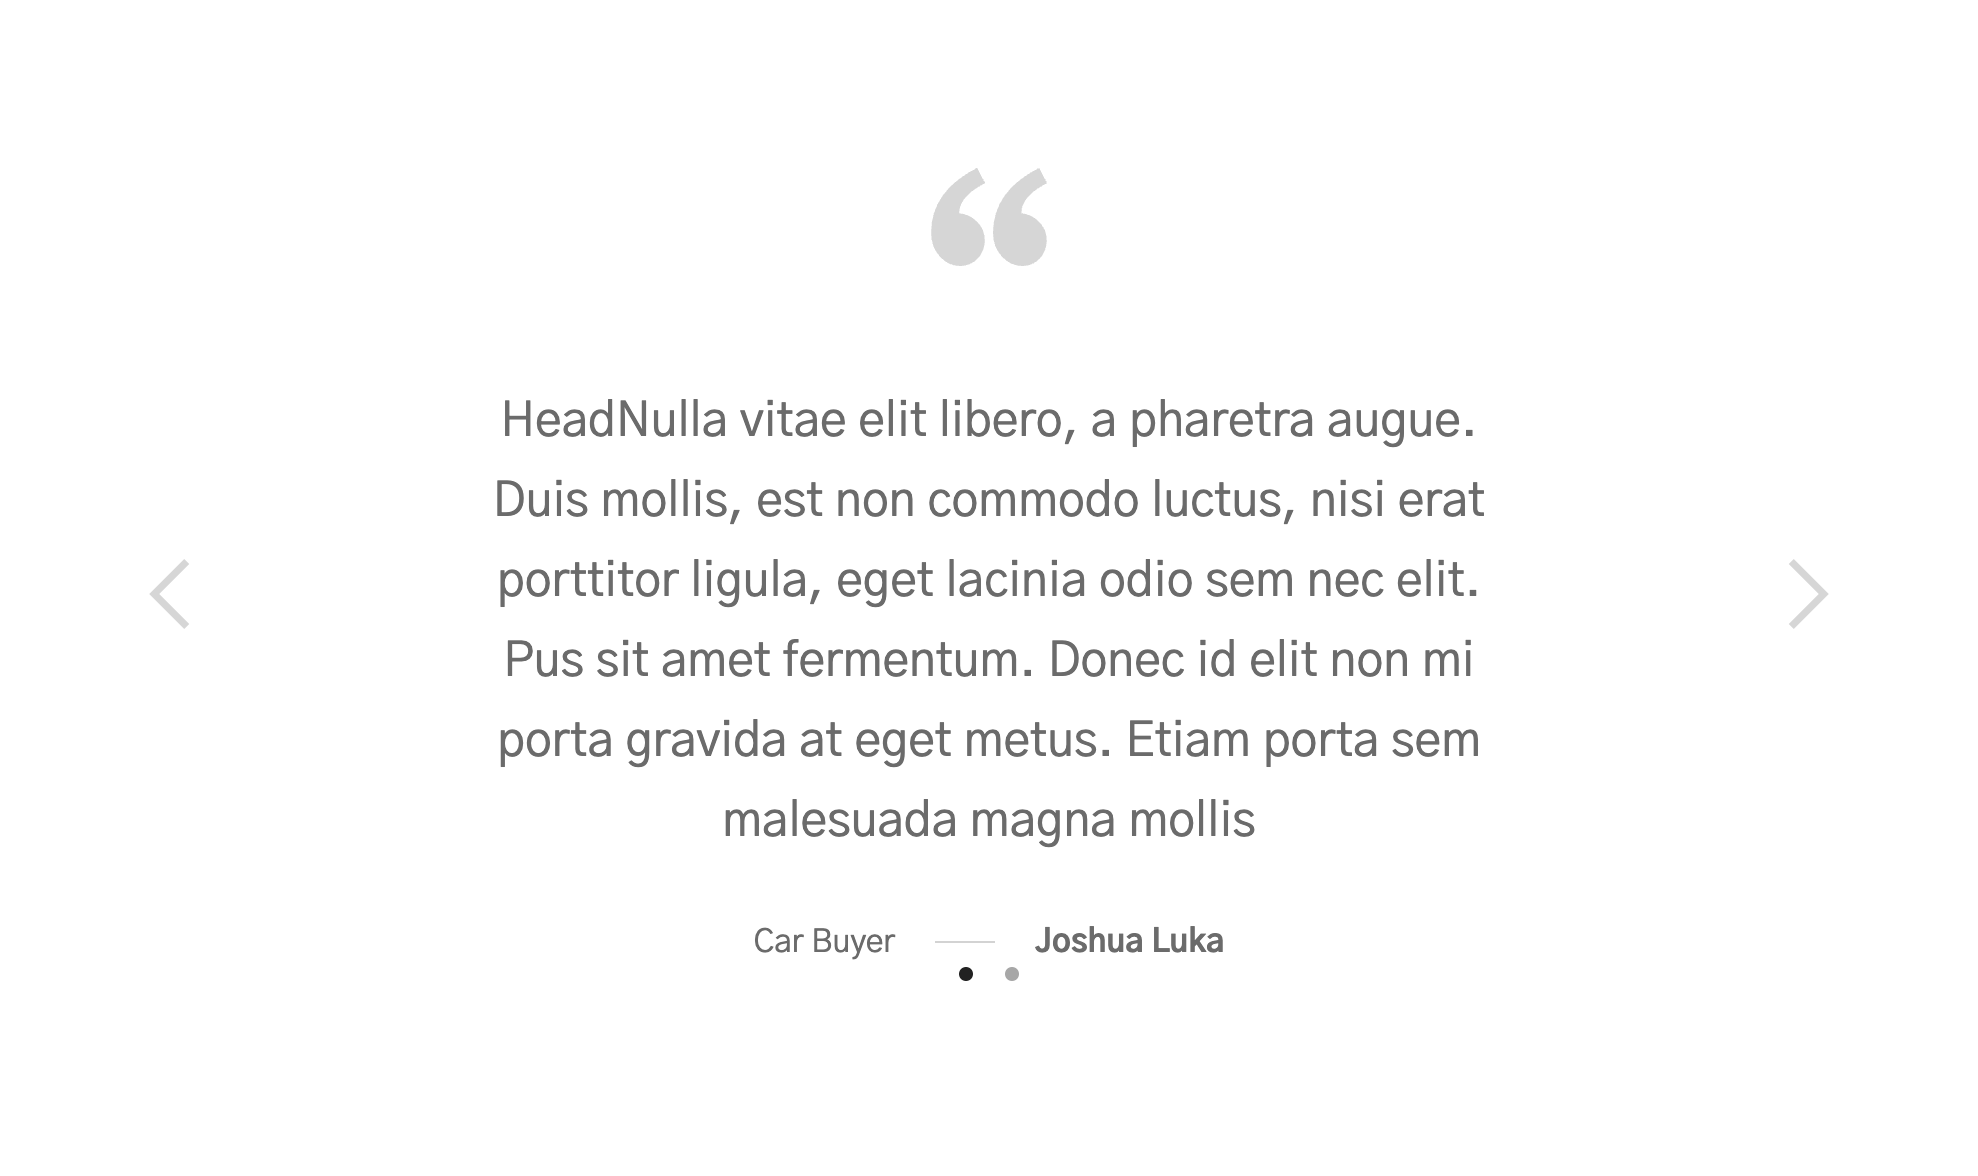 “
HeadNulla vitae elit libero, a pharetra augue.
Duis mollis, est non commodo luctus, nisi erat
porttitor ligula, eget lacinia odio sem nec elit.
Pus sit amet fermentum. Donec id elit non mi
porta gravida at eget metus. Etiam porta sem
malesuada magna mollis
Car Buyer — Joshua Luka